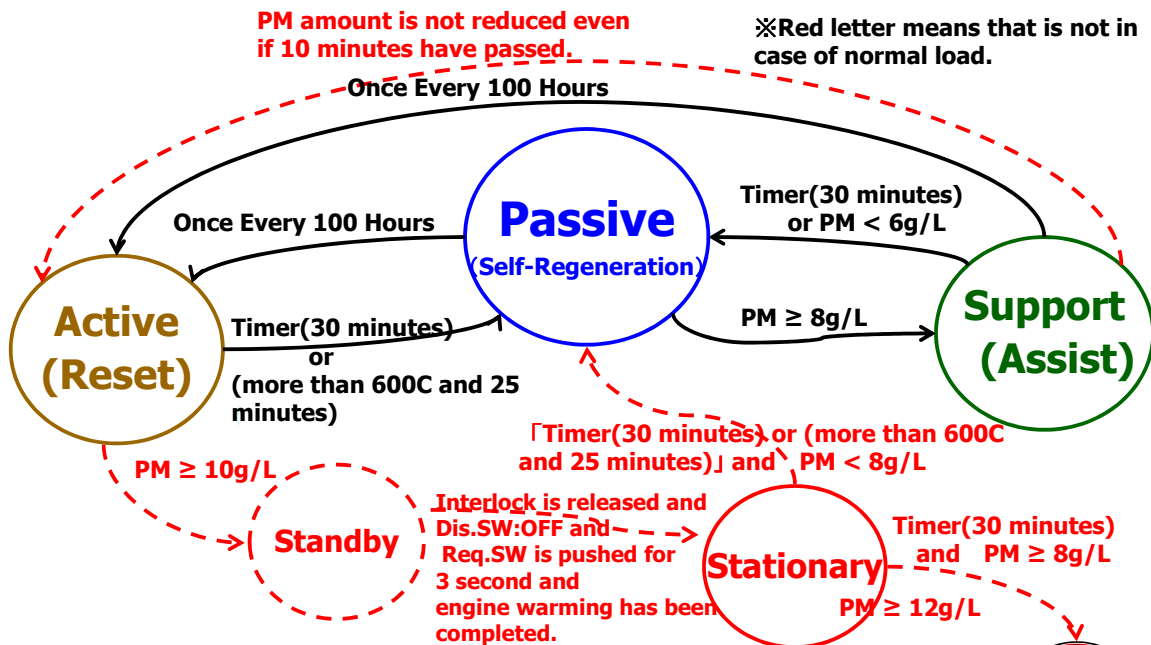 PM amount is not reduced even
if 10 minutes have passed.
※Red letter means that is not in
case of normal load.
Once Every 100 Hours
Once Every 100 Hours
Passive
(Self-Regeneration)
Timer(30 minutes)
or PM < 6g/L
Active
(Reset)
Timer(30 minutes)
or
(more than 600C and 25
minutes)
PM ≥ 8g/L
Support
(Assist)
「Timer(30 minutes) or (more than 600C
and 25 minutes)」 and PM < 8g/L
PM ≥ 10g/L
Standby
Interlock is released and
Dis.SW:OFF and
Req.SW is pushed for
3 second and
engine warming has been
completed.
Stationary
Timer(30 minutes)
and PM ≥ 8g/L
PM ≥ 12g/L